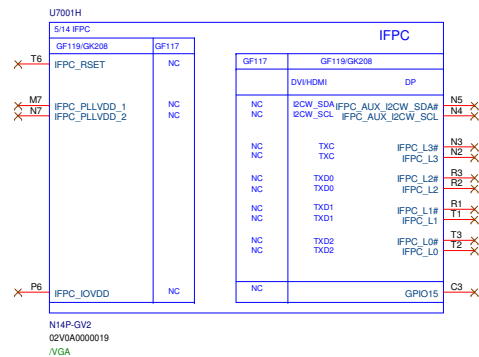 U7001H
5/14 IFPC
IFPC
GF119/GK208 GF117
T6 IFPC_RSET NC
GF117 GF119/GK208
DVI/HDMI DP
M7 IFPC_PLLVDD_1 NC
N7 IFPC_PLLVDD_2 NC
NC I2CW_SDA IFPC_AUX_I2CW_SDA# N5
NC I2CW_SCL IFPC_AUX_I2CW_SCL N4
NC TXC IFPC_L3# N3
NC TXC IFPC_L3 N2
NC TXD0 IFPC_L2# R3
NC TXD0 IFPC_L2 R2
NC TXD1 IFPC_L1# R1
NC TXD1 IFPC_L1 T1
NC TXD2 IFPC_L0# T3
NC TXD2 IFPC_L0 T2
P6 IFPC_IOVDD NC
NC GPIO15 C3
N14P-GV2
02V0A0000019
/VGA